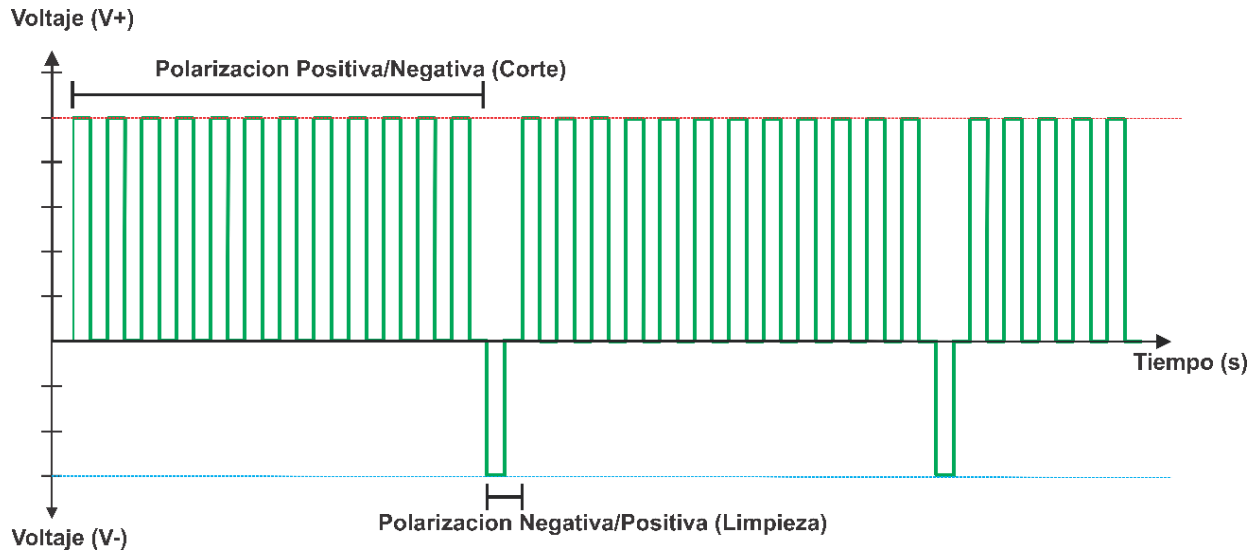 Voltaje (V+)
Polarizacion Positiva/Negativa (Corte)
Tiempo (s)
Polarizacion Negativa/Positiva (Limpieza)
Voltaje (V-)